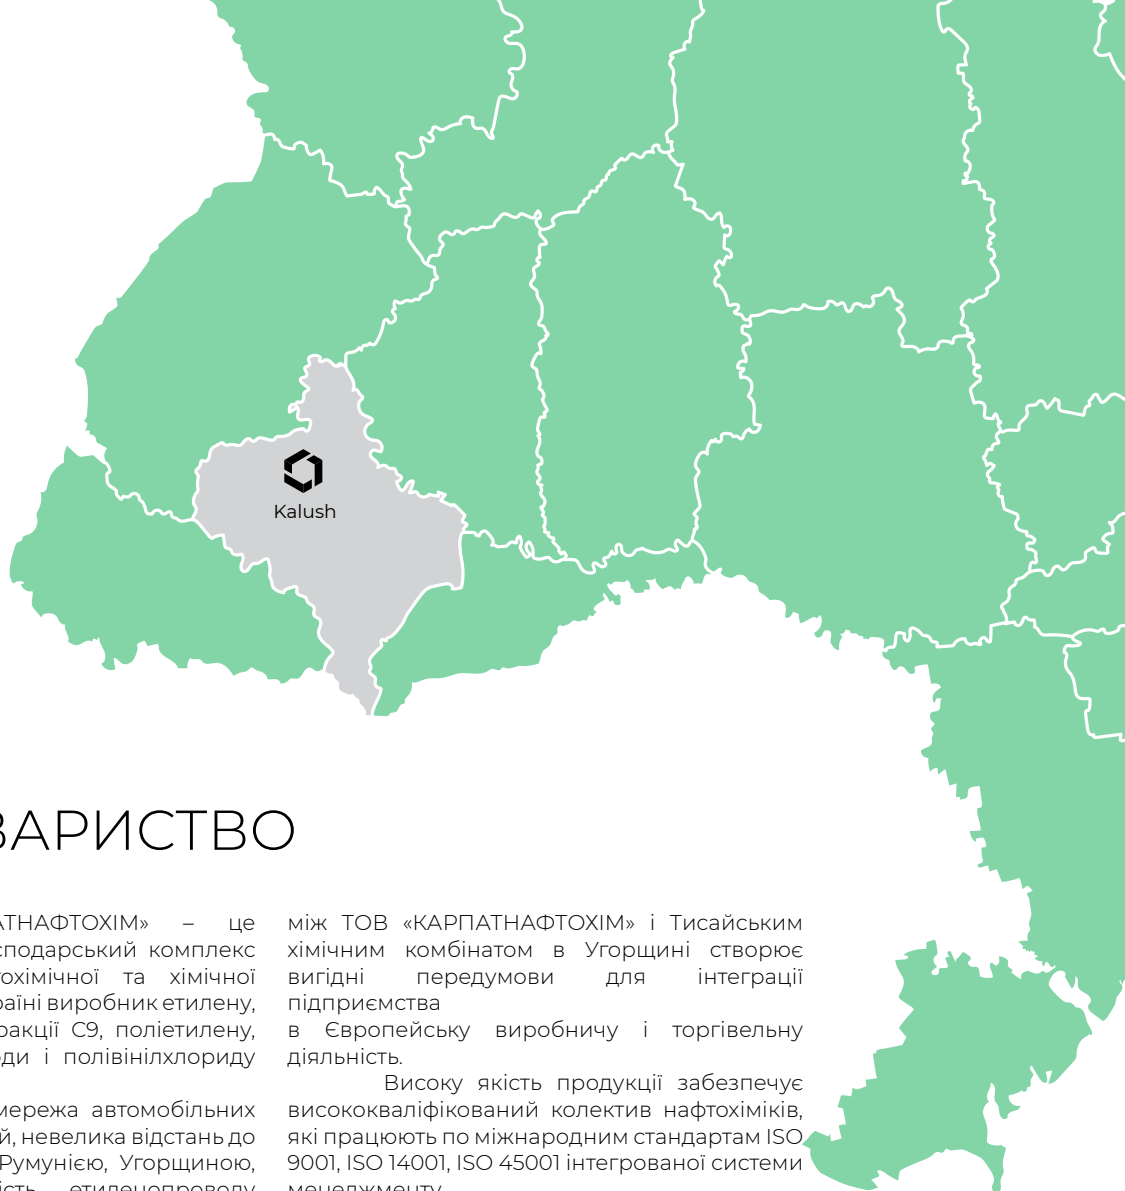 Kalush
ВАРИСТВО
АТНАФТОХІМ» – це
сподарський комплекс
тохімічної та хімічної
раїні виробник етилену,
ракції С9, поліетилену,
ди і полівінілхлориду
мережа автомобільних
й, невелика відстань до
Румунією, Угорщиною,
ість етиленопроводу
між ТОВ «КАРПАТНАФТОХІМ» і Тисайським
хімічним комбінатом в Угорщині створює
вигідні передумови для інтеграції
підприємства
в Європейську виробничу і торгівельну
діяльність.
Високу якість продукції забезпечує
висококваліфікований колектив нафтохіміків,
які працюють по міжнародним стандартам ISO
9001, ISO 14001, ISO 45001 інтегрованої системи
менеджменту.